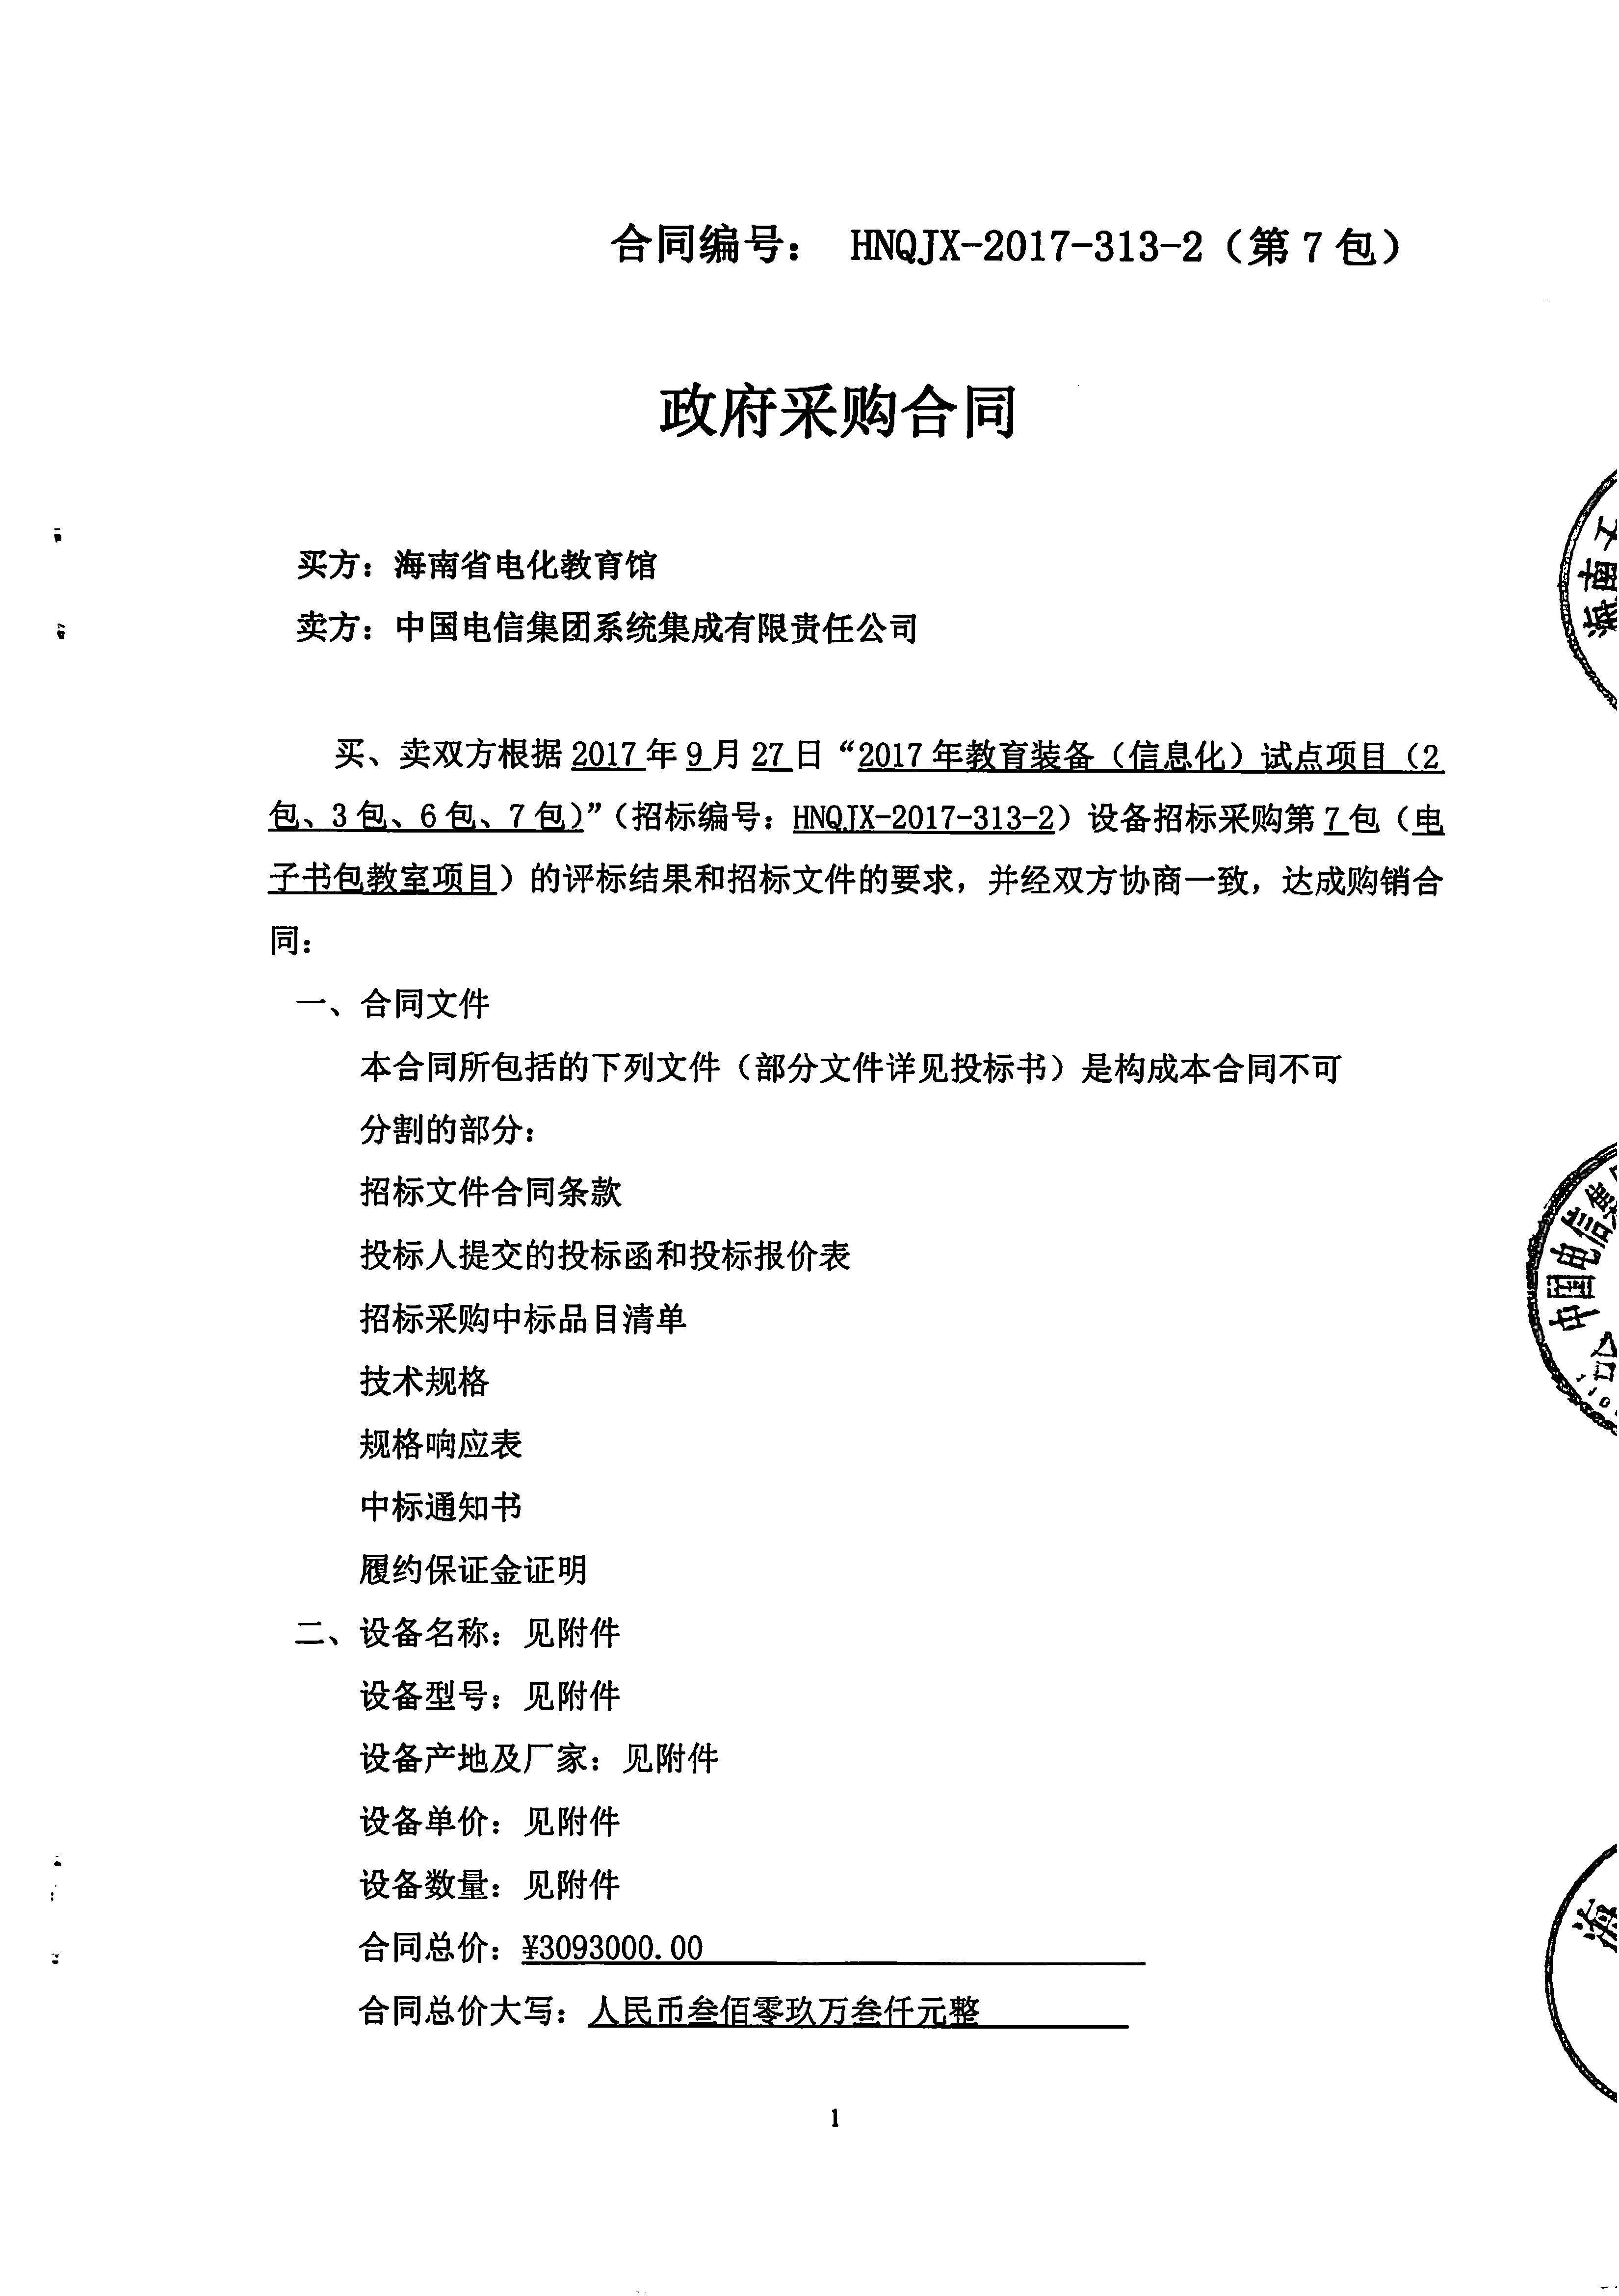 合同编号： HNQJX-2017-313-2（第 7 包）
政府采购合同
买方：海南省电化教育馆
卖方：中国电信集团系统集成有限责任公司
买、卖双方根据 2017 年 9 月 27 日“2017 年教育装备（信息化）试点项目（2
包、3 包、6 包、7 包）”（招标编号：HNQJX-2017-313-2）设备招标采购第 7 包（电
子书包教室项目）的评标结果和招标文件的要求，并经双方协商一致，达成购销合
同：
一、合同文件
本合同所包括的下列文件（部分文件详见投标书）是构成本合同不可
分割的部分：
招标文件合同条款
投标人提交的投标函和投标报价表
招标采购中标品目清单
技术规格
规格响应表
中标通知书
履约保证金证明
二、设备名称：见附件
设备型号：见附件
设备产地及厂家：见附件
设备单价：见附件
设备数量：见附件
合同总价：¥3093000.00
合同总价大写：人民币叁佰零玖万叁仟元整
1
海南
中国电信集
合
110
海